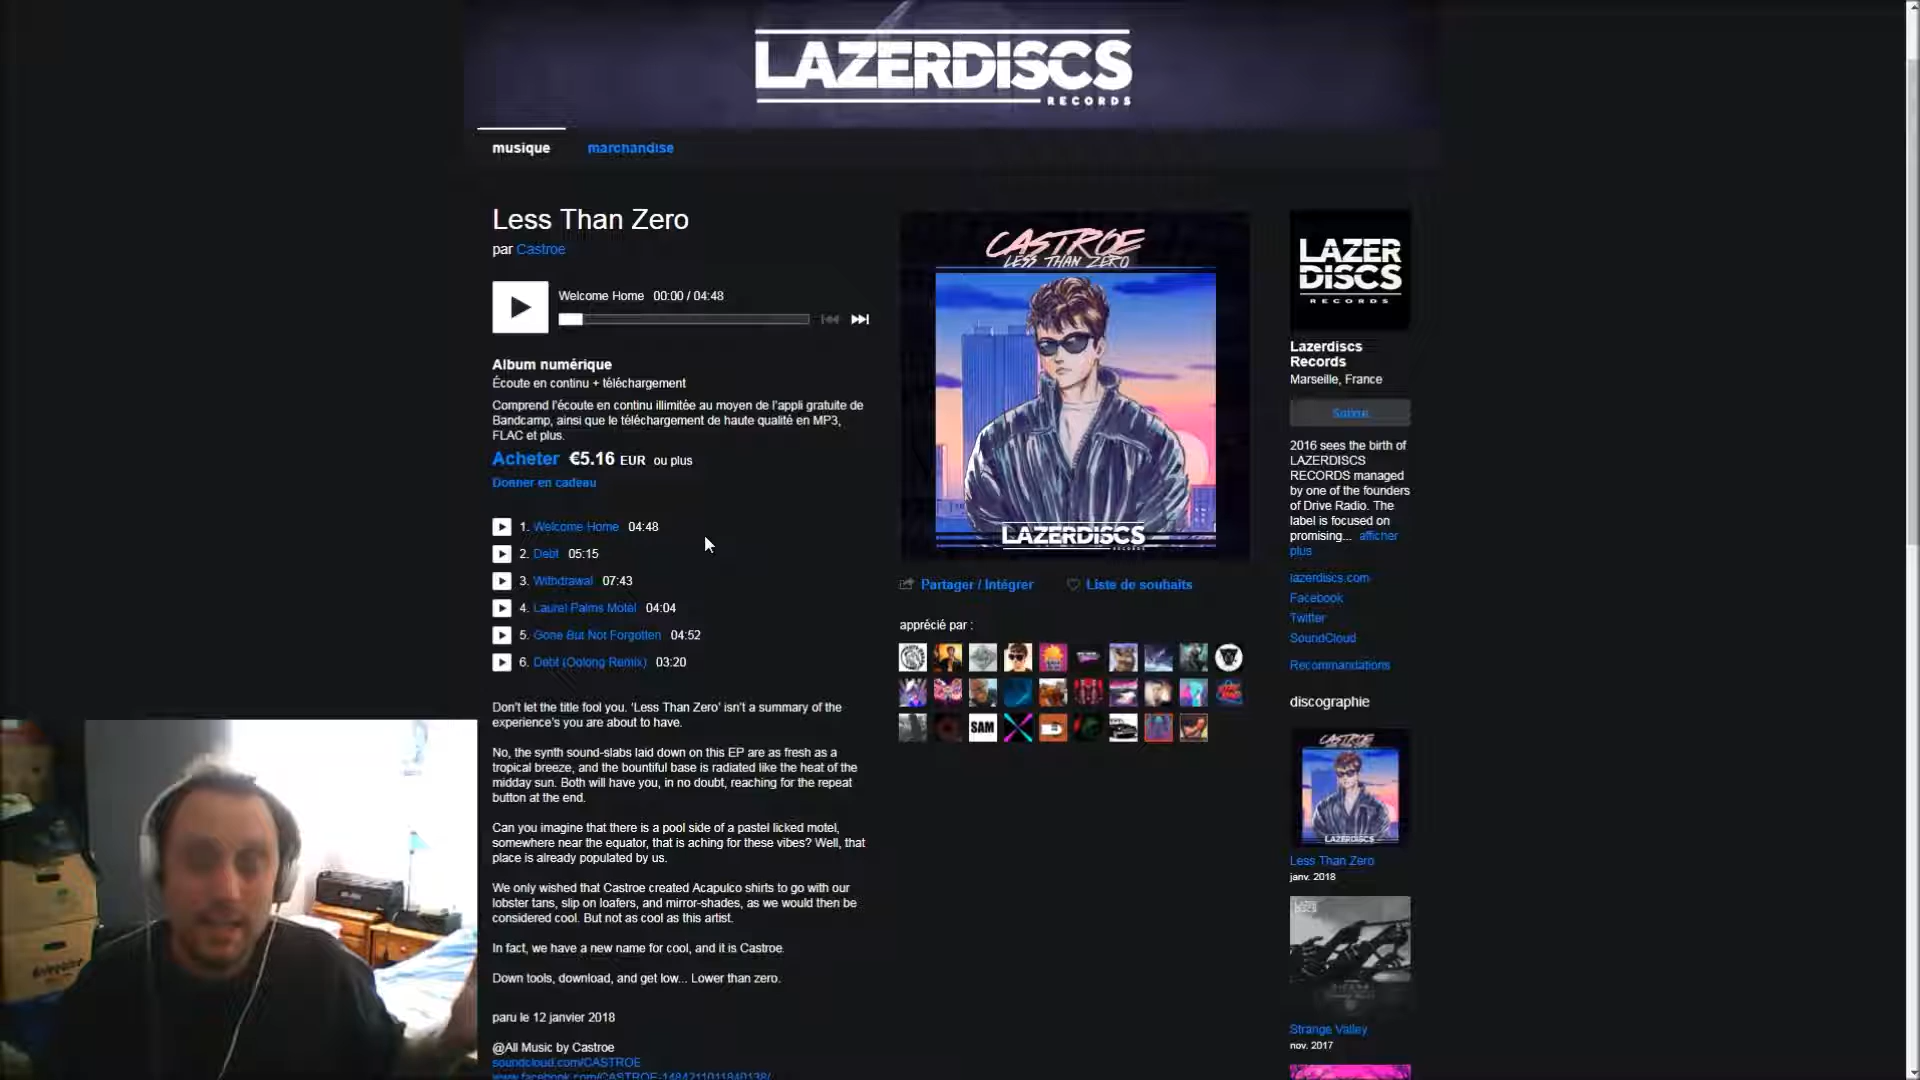 LAZERDISCS
RECORDS
musique
marchandise
Less Than Zero
par Castroe
Welcome Home 00:00 / 04:48
Album numérique
Écoute en continu + téléchargement
Comprend l'écoute en continu illimitée au moyen de l'appli gratuite de
Bandcamp, ainsi que le téléchargement de haute qualité en MP3,
FLAC et plus.
Acheter €5.16 EUR ou plus
Donner en cadeau
1. Welcome Home 04:48
2. Debt 05:15
3. Withdrawal 07:43
4. Laurel Palms Motel 04:04
5. Gone But Not Forgotten 04:52
6. Debt (Oolong Remix) 03:20
Don't let the title fool you. 'Less Than Zero' isn't a summary of the
experience's you are about to have.
No, the synth sound-slabs laid down on this EP are as fresh as a
tropical breeze, and the bountiful base is radiated like the heat of the
midday sun. Both will have you, in no doubt, reaching for the repeat
button at the end.
Can you imagine that there is a pool side of a pastel licked motel,
somewhere near the equator, that is aching for these vibes? Well, that
place is already populated by us.
We only wished that Castroe created Acapulco shirts to go with our
lobster tans, slip on loafers, and mirror-shades, as we would then be
considered cool. But not as cool as this artist.
In fact, we have a new name for cool, and it is Castroe.
Down tools, download, and get low... Lower than zero.
paru le 12 janvier 2018
@All Music by Castroe
soundcloud.com/CASTROE
www.facebook.com/CASTROE-1484211011840138/
CASTROE
LESS THAN ZERO
LAZERDISCS
RECORDS
Partager / Intégrer
Liste de souhaits
apprécié par :
SAM
LAZER
DISCS
RECORDS
Lazerdiscs
Records
Marseille, France
Suivre
2016 sees the birth of
LAZERDISCS
RECORDS managed
by one of the founders
of Drive Radio. The
label is focused on
promising... afficher
plus
lazerdiscs.com
Facebook
Twitter
SoundCloud
Recommandations
discographie
CASTROE
LAZERDISCS
Less Than Zero
janv. 2018
LAZER
DISCS
Strange Valley
nov. 2017